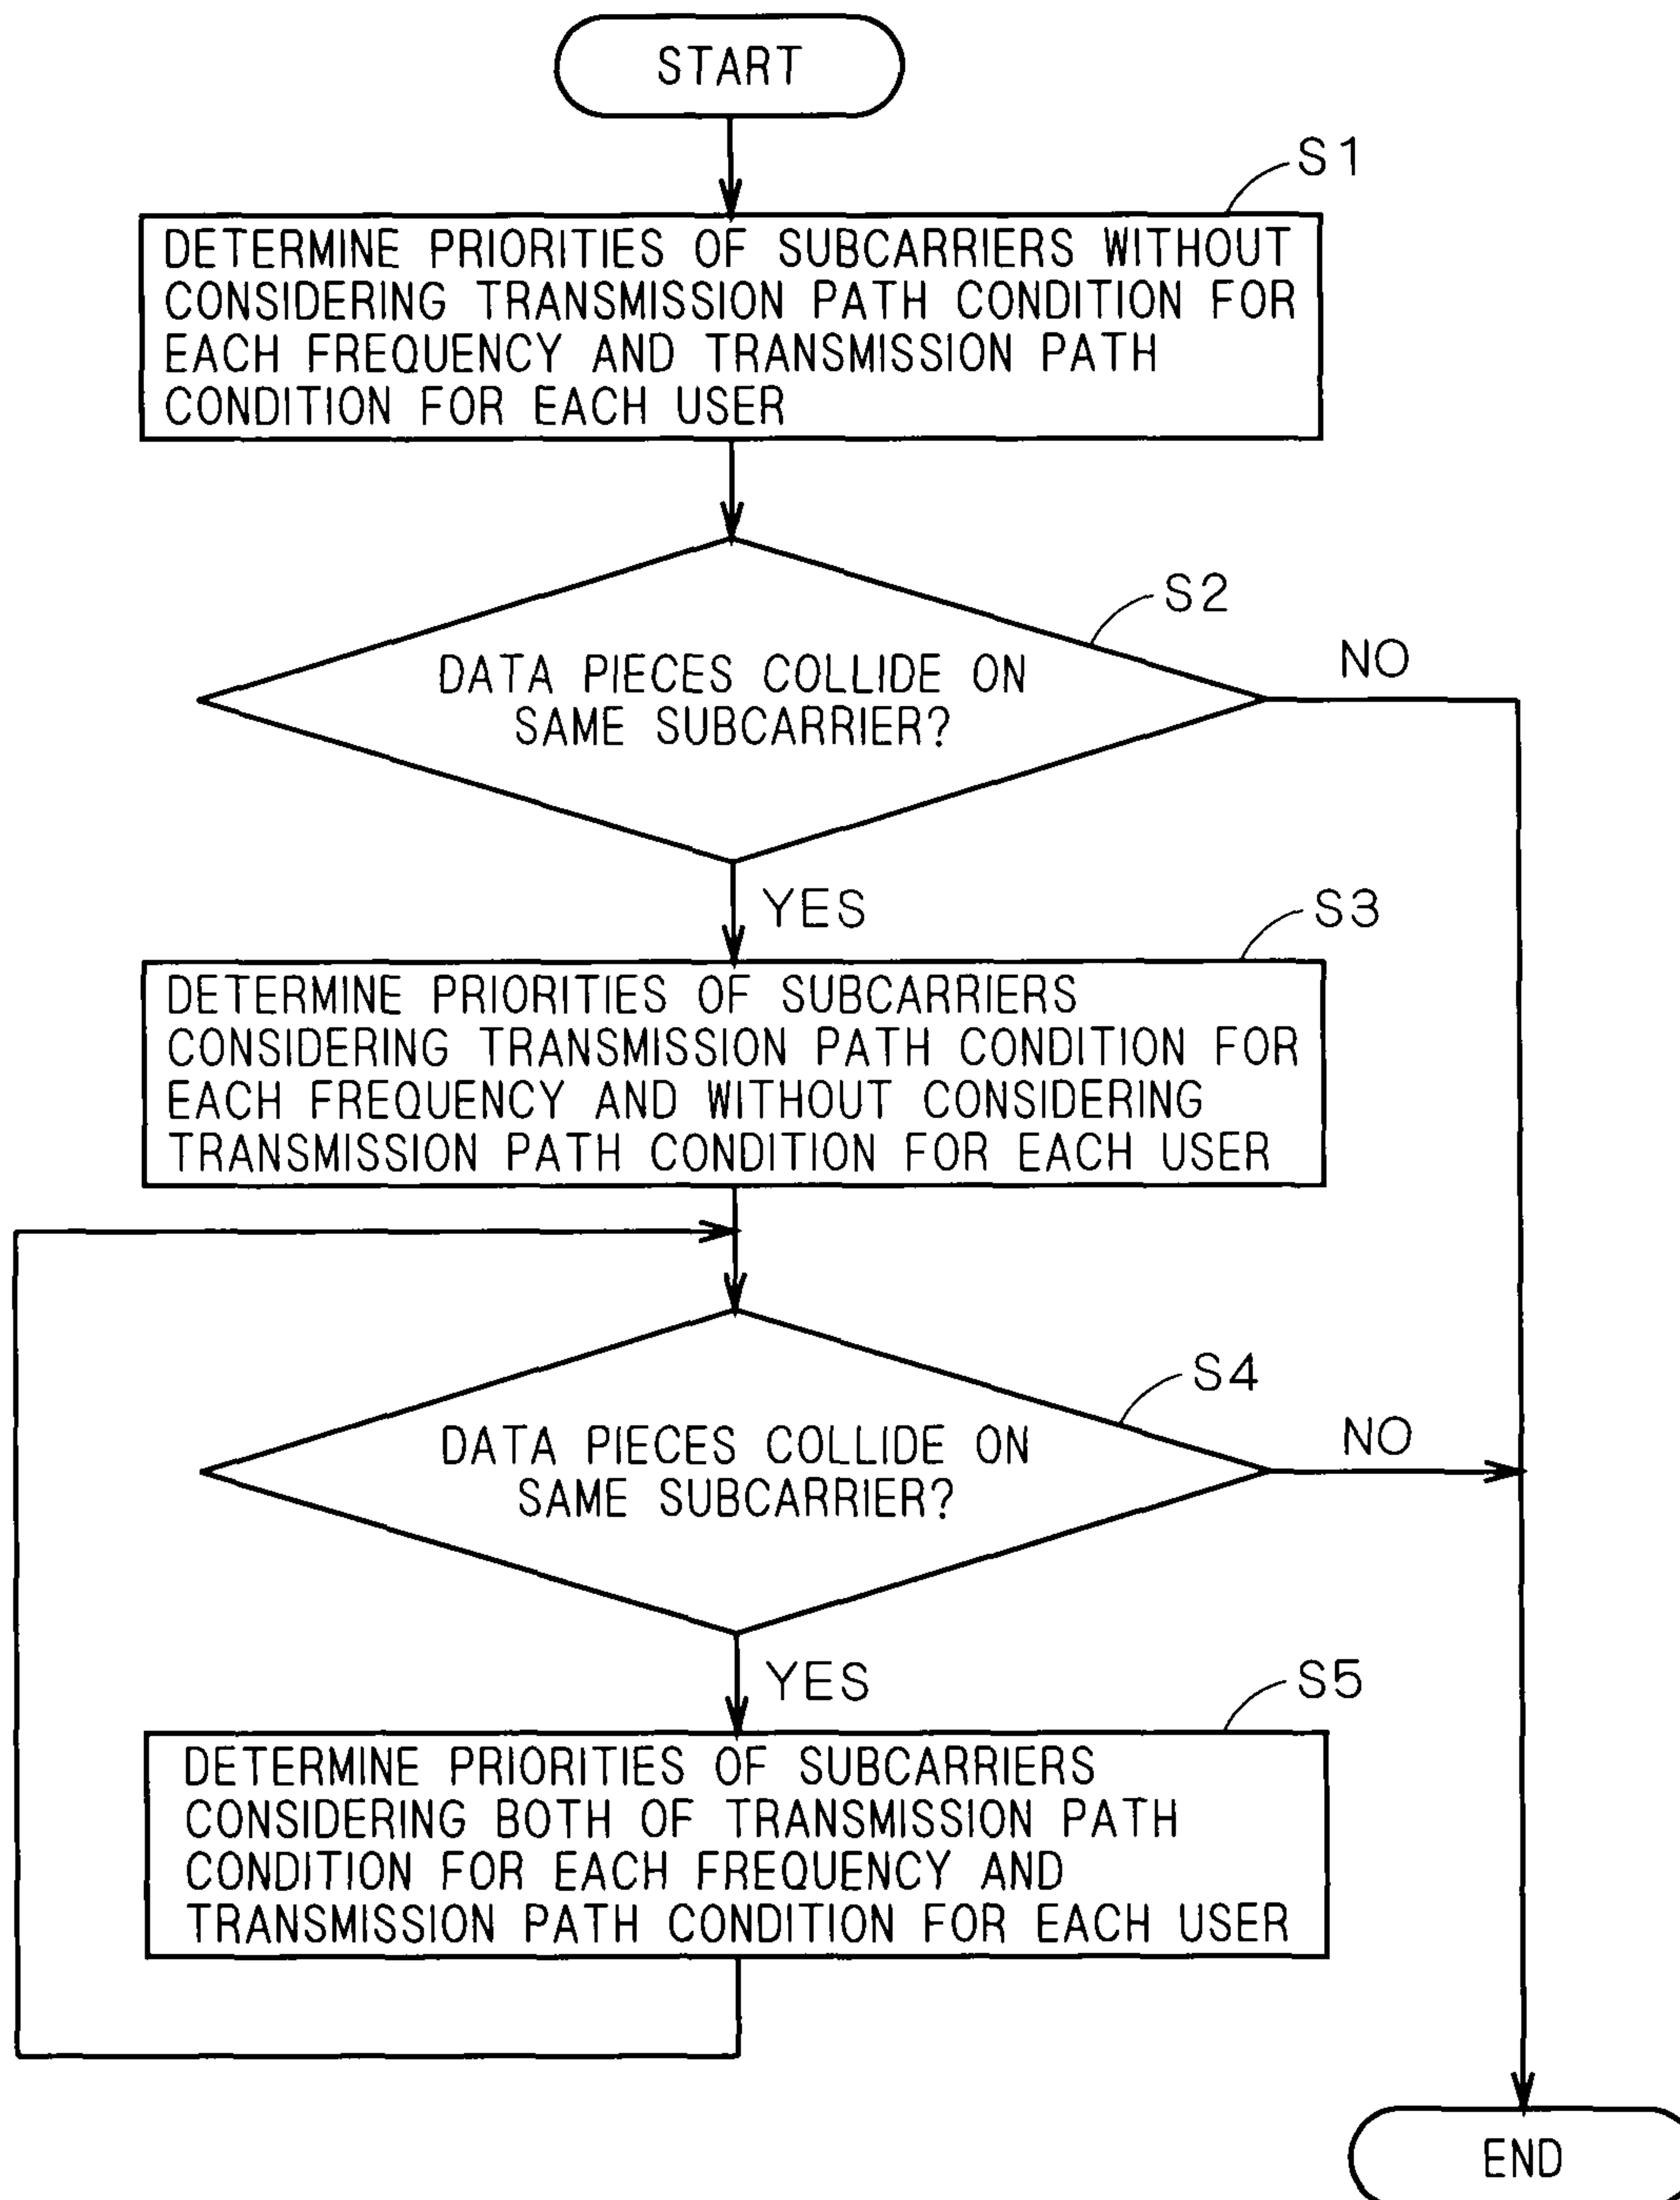 START
S1
DETERMINE PRIORITIES OF SUBCARRIERS WITHOUT
CONSIDERING TRANSMISSION PATH CONDITION FOR
EACH FREQUENCY AND TRANSMISSION PATH
CONDITION FOR EACH USER
S2
DATA PIECES COLLIDE ON
SAME SUBCARRIER?
NO
YES
S3
DETERMINE PRIORITIES OF SUBCARRIERS
CONSIDERING TRANSMISSION PATH CONDITION FOR
EACH FREQUENCY AND WITHOUT CONSIDERING
TRANSMISSION PATH CONDITION FOR EACH USER
S4
DATA PIECES COLLIDE ON
SAME SUBCARRIER?
NO
YES
S5
DETERMINE PRIORITIES OF SUBCARRIERS
CONSIDERING BOTH OF TRANSMISSION PATH
CONDITION FOR EACH FREQUENCY AND
TRANSMISSION PATH CONDITION FOR EACH USER
END